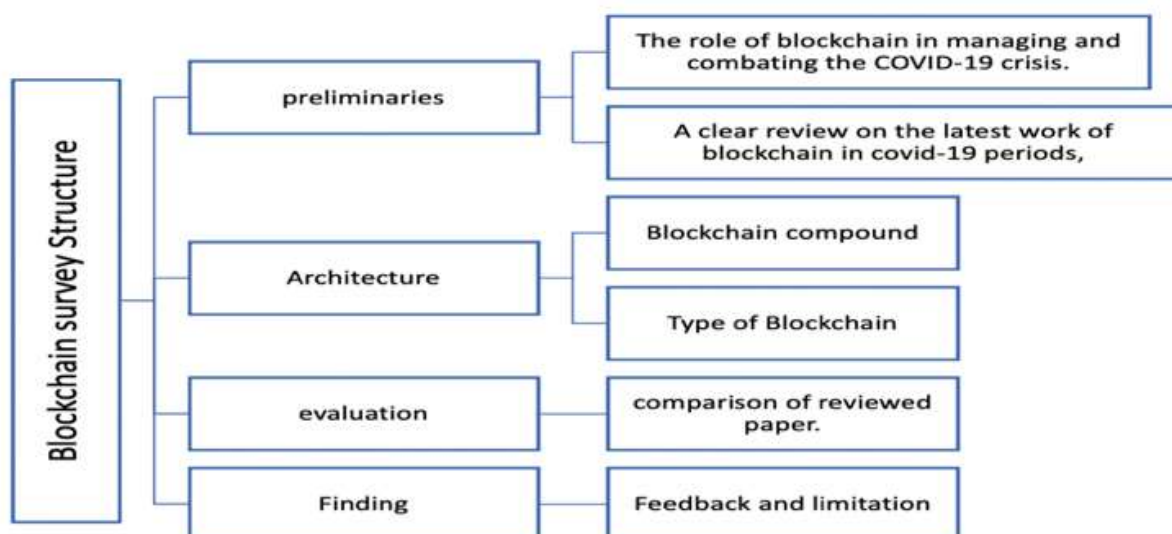 Blockchain survey Structure
preliminaries
The role of blockchain in managing and
combating the COVID-19 crisis.
A clear review on the latest work of
blockchain in covid-19 periods,
Architecture
Blockchain compound
Type of Blockchain
evaluation
comparison of reviewed
paper.
Finding
Feedback and limitation